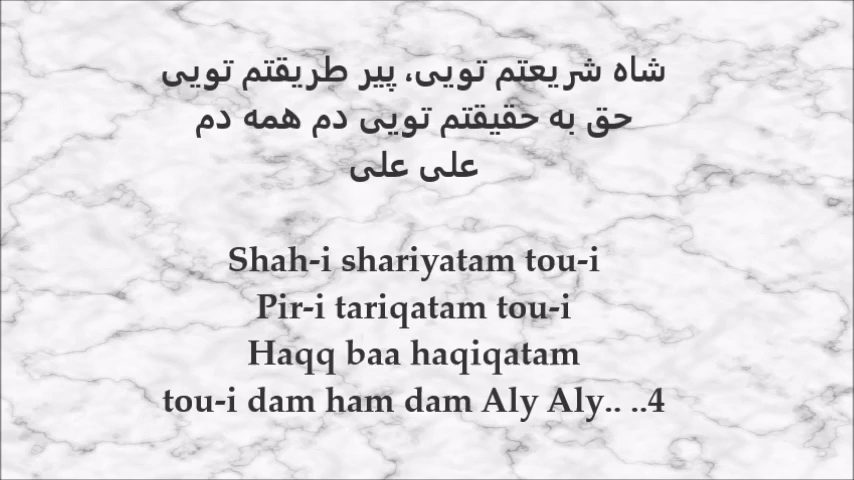 شاه شریعتم تویی، پیر طریقتم تویی
حق به حقیقتم تویی دم همه دم
علی علی
Shah-i shariyatam tou-i
Pir-i tariqatam tou-i
Haqq baa haqiqatam
tou-i dam ham dam Aly Aly.. ..4